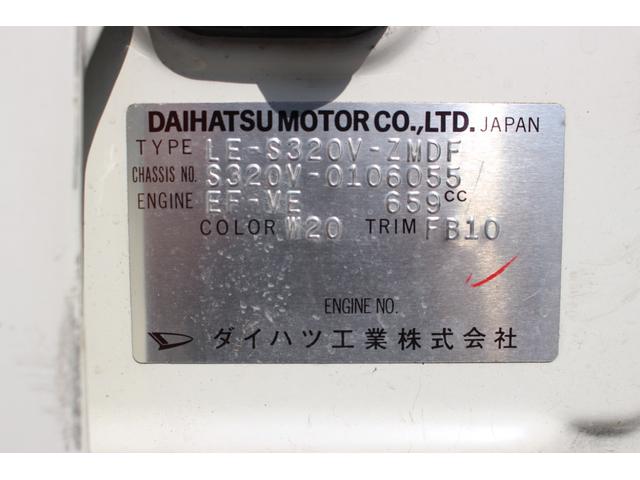 DAIHATSU MOTOR CO.,LTD. JAPAN
TYPE LE-S320V-ZMDF
CHASSIS NO. S320V-0106055
ENGINE EF-VE 659cc
COLOR W20 TRIM FB10
ENGINE NO.
ダイハツ工業株式会社